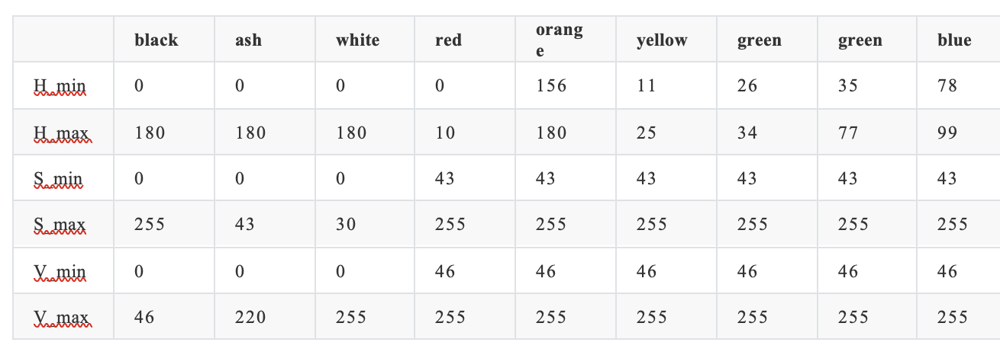 black ash white red orang yellow green green blue
e
H_min 0 0 0 0 156 11 26 35 78
H_max 180 180 180 10 180 25 34 77 99
S_min 0 0 0 43 43 43 43 43 43
S_max 255 43 30 255 255 255 255 255 255
V_min 0 0 0 46 46 46 46 46 46
V_max 46 220 255 255 255 255 255 255 255